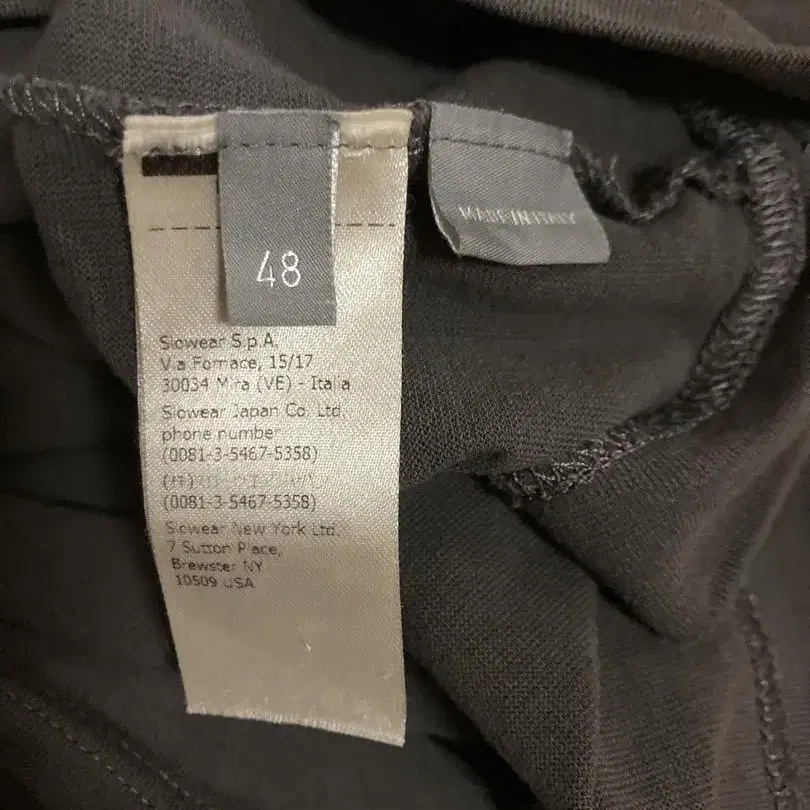 48
MADE IN ITALY
Slowear S.p.A.
Via Fornace, 15/17
30034 Mira (VE) - Italia
Slowear Japan Co. Ltd.
phone number
(0081-3-5467-5358)
(0081-3-5467-5358)
Slowear New York Ltd.
7 Sutton Place,
Brewster NY
10509 USA